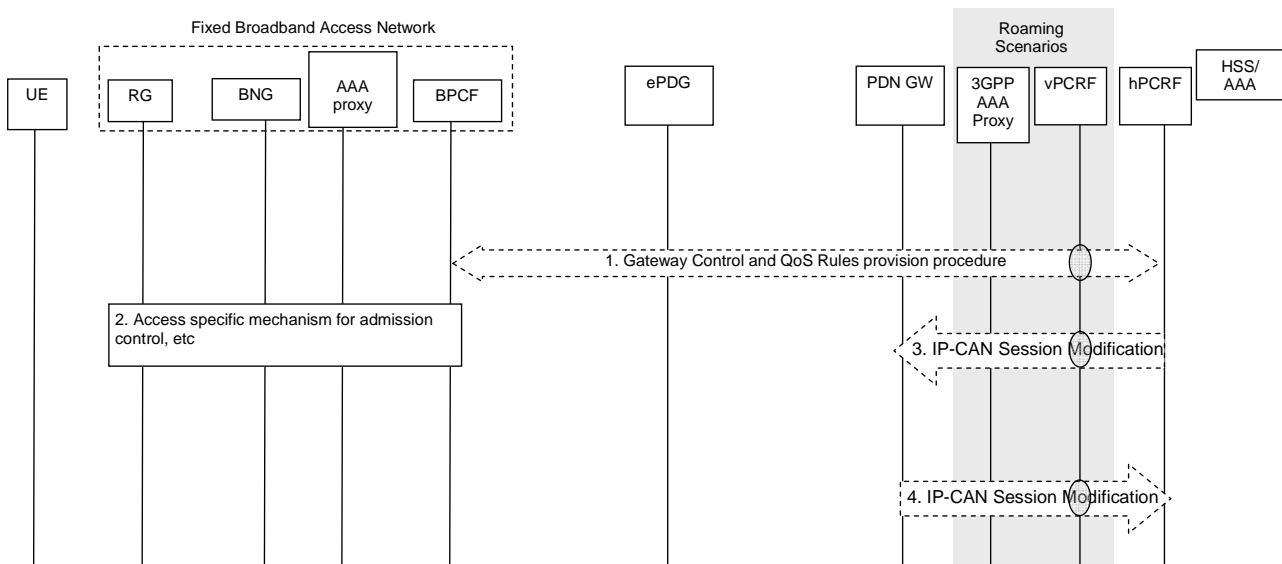 Fixed Broadband Access Network
Roaming
Scenarios
UE
RG
BNG
AAA
proxy
BPCF
ePDG
PDN GW
3GPP
AAA
Proxy
vPCRF
hPCRF
HSS/
AAA
1. Gateway Control and QoS Rules provision procedure
2. Access specific mechanism for admission
control, etc
3. IP-CAN Session Modification
4. IP-CAN Session Modification